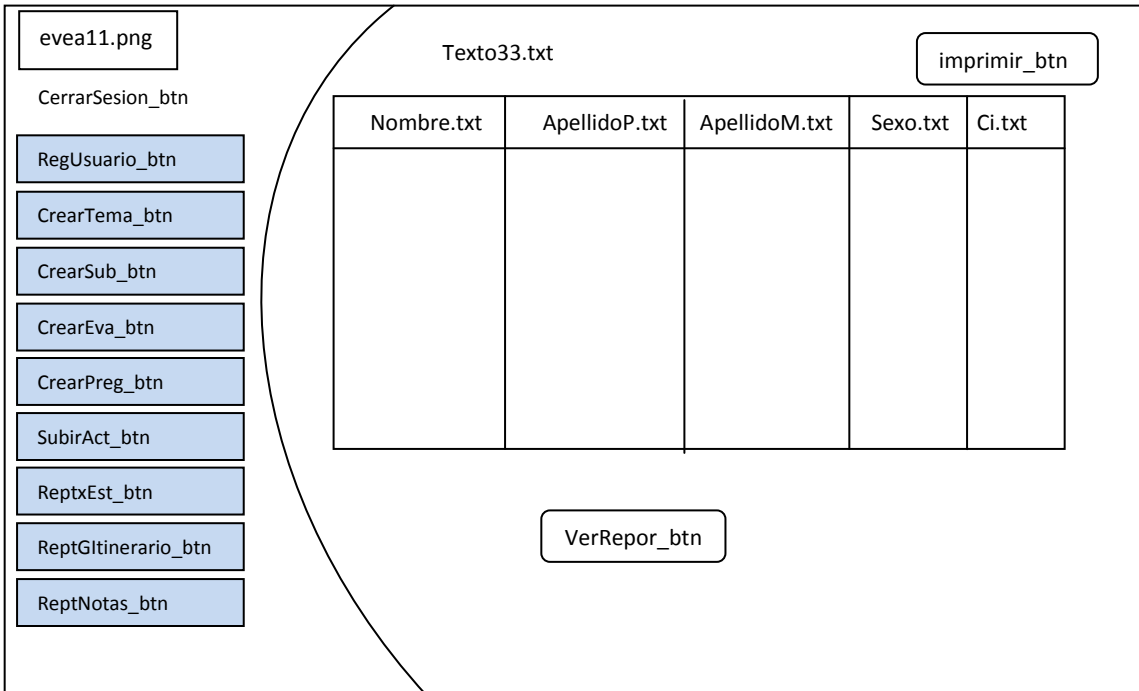 evea11.png
CerrarSesion_btn
RegUsuario_btn
CrearTema_btn
CrearSub_btn
CrearEva_btn
CrearPreg_btn
SubirAct_btn
ReptxEst_btn
ReptGItinerario_btn
ReptNotas_btn
Texto33.txt
imprimir_btn
Nombre.txt ApellidoP.txt ApellidoM.txt Sexo.txt Ci.txt
VerRepor_btn